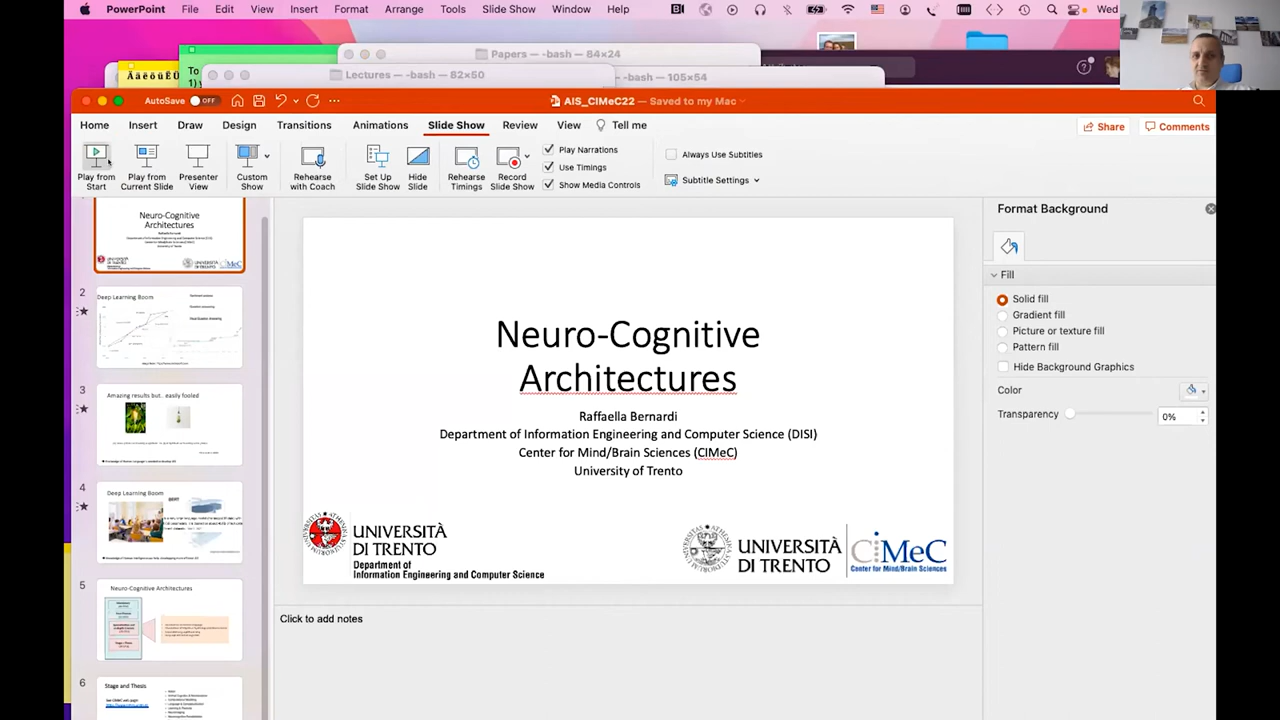 PowerPoint File Edit View Insert Format Arrange Tools Slide Show Window Help Wed
Papers — -bash — 84×24
To
Lectures — -bash — 82×50
-bash — 105×54
1)
AutoSave OFF
AIS_CIMeC22 — Saved to my Mac
Home Insert Draw Design Transitions Animations Slide Show Review View Tell me
Share Comments
Play from Start
Play from Current Slide
Presenter View
Custom Show
Rehearse with Coach
Set Up Slide Show
Hide Slide
Rehearse Timings
Record Slide Show
Play Narrations
Use Timings
Show Media Controls
Always Use Subtitles
Subtitle Settings
Neuro-Cognitive
Architectures
2
Deep Learning Boom
3
Amazing results but.. easily fooled
4
Deep Learning Boom
5
Neuro-Cognitive Architectures
6
Stage and Thesis
Neuro-Cognitive
Architectures
Raffaella Bernardi
Department of Information Engineering and Computer Science (DISI)
Center for Mind/Brain Sciences (CIMeC)
University of Trento
UNIVERSITÀ
DI TRENTO
Department of
Information Engineering and Computer Science
UNIVERSITÀ
DI TRENTO
CiMeC
Center for Mind/Brain Sciences
Click to add notes
Format Background
Fill
Solid fill
Gradient fill
Picture or texture fill
Pattern fill
Hide Background Graphics
Color
Transparency 0%